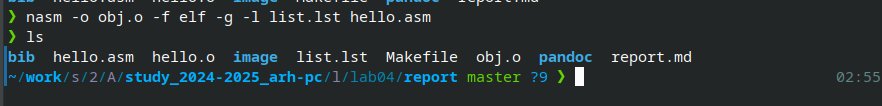 bib hello.asm hello.o image Makefile pandoc report.md
❯ nasm -o obj.o -f elf -g -l list.lst hello.asm
❯ ls
bib hello.asm hello.o image list.lst Makefile obj.o pandoc report.md
~/work/s/2/A/study_2024-2025_arh-pc/l/lab04/report master ?9 ❯ 02:55